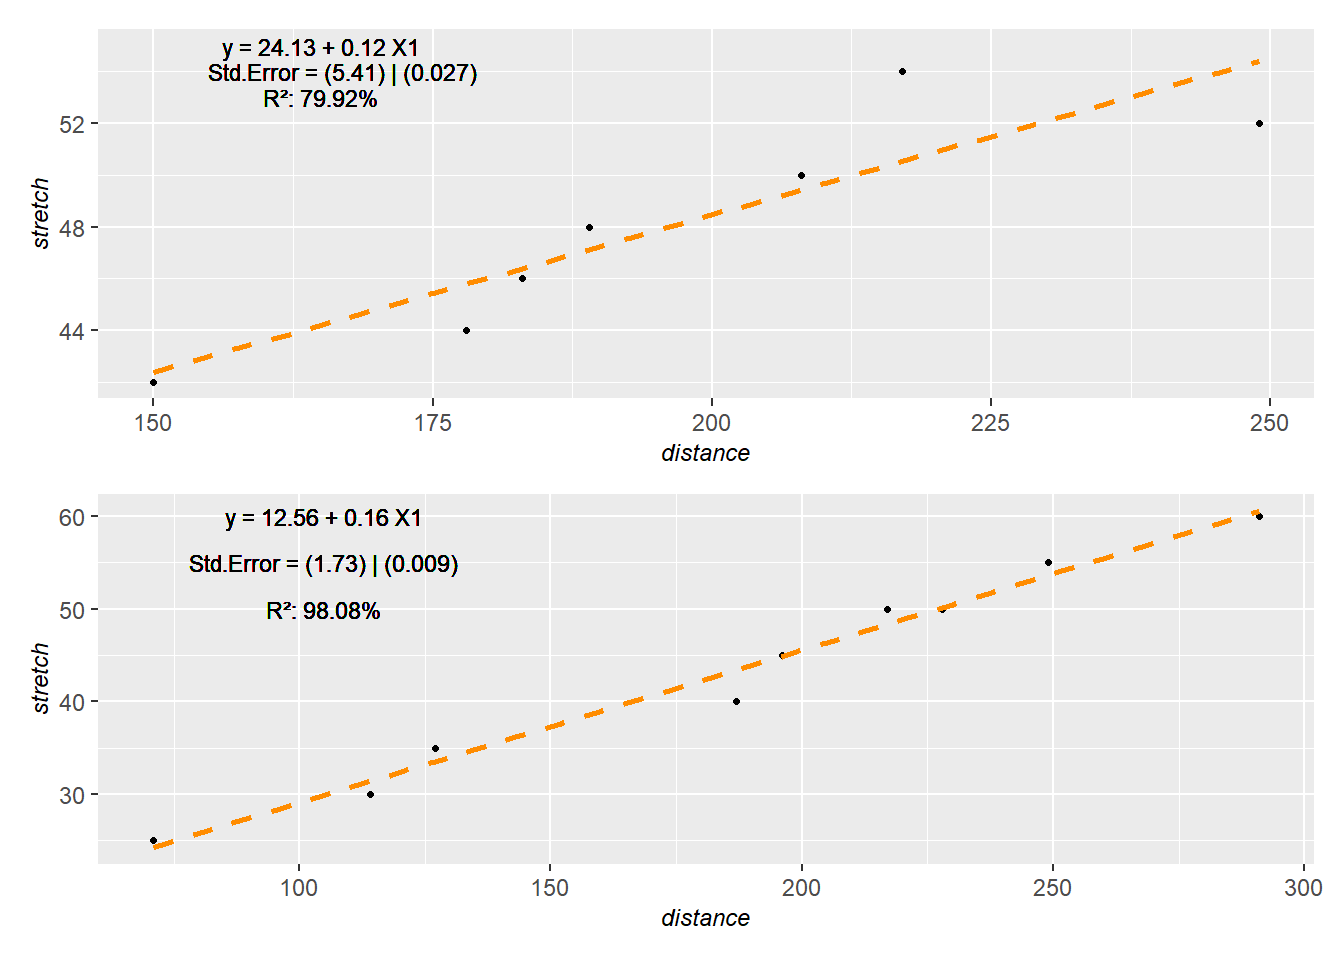 y = 24.13 + 0.12 X1
Std.Error = (5.41) | (0.027)
R²: 79.92%
52
48
44
stretch
150 175 200 225 250
distance
y = 12.56 + 0.16 X1
Std.Error = (1.73) | (0.009)
R²: 98.08%
60
50
40
30
stretch
100 150 200 250 300
distance